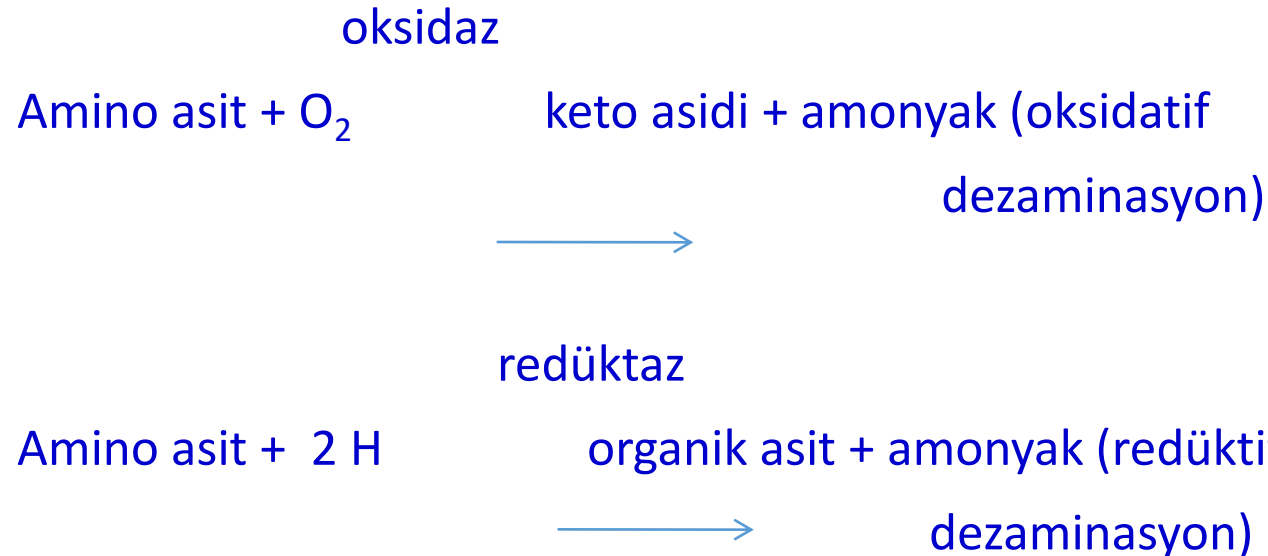 oksidaz
Amino asit + O₂ keto asidi + amonyak (oksidatif
dezaminasyon)
redüktaz
Amino asit + 2 H organik asit + amonyak (redükti
dezaminasyon)